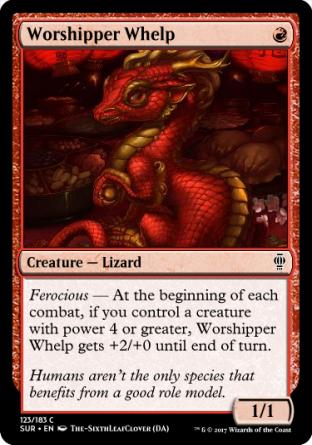 Worshipper Whelp
Creature — Lizard
Ferocious — At the beginning of each
combat, if you control a creature
with power 4 or greater, Worshipper
Whelp gets +2/+0 until end of turn.
Humans aren't the only species that
benefits from a good role model.
1/1
123/183 C
SUR • EN The-SixthLeafClover (DA)
™ & © 2017 Wizards of the Coast